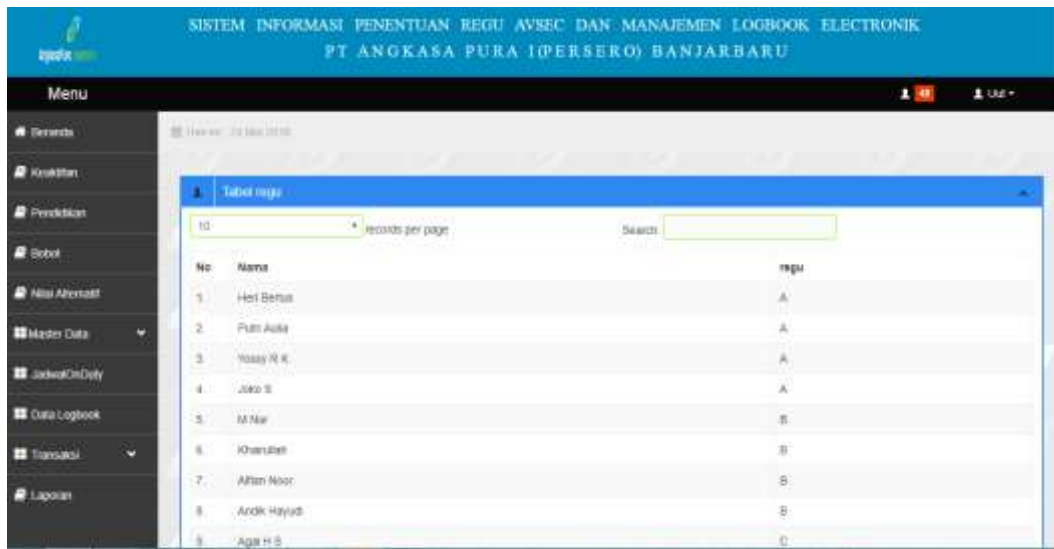 SISTEM INFORMASI PENENTUAN REGU AVSEC DAN MANAJEMEN LOGBOOK ELECTRONIK
PT ANGKASA PURA I(PERSERO) BANJARBARU
Menu
Beranda
Keaktifan
Pendidikan
Bobot
Nilai Alternatif
Master Data
JadwalOnDuty
Data Logbook
Transaksi
Laporan
Tabel regu
10 records per page Search:
No Nama regu
1. Heri Bertus A
2. Putri Aulia A
3. Yossy R K A
4. Joko S A
5. M Nur B
6. B
7. Alfian Noor B
8. Andik Hayudi B
9. H S C